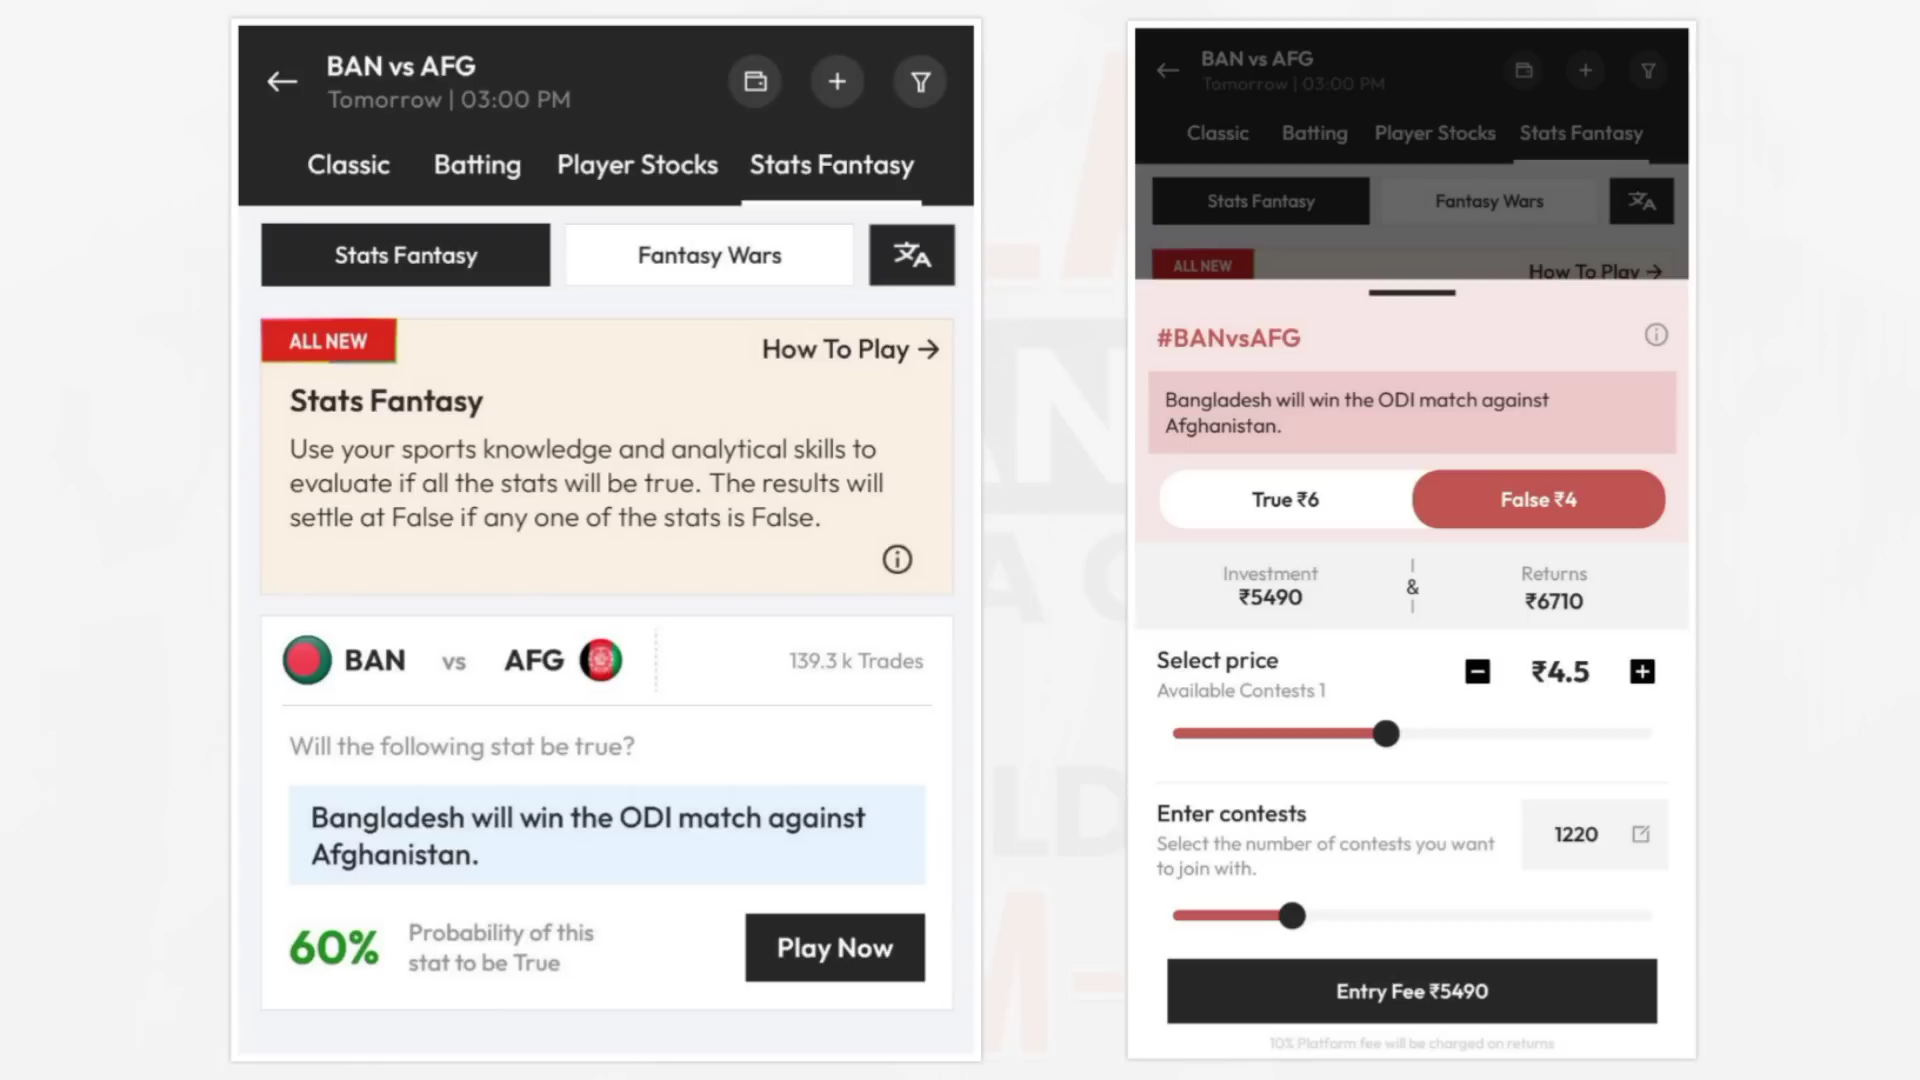 BAN vs AFG
Tomorrow | 03:00 PM
Classic Batting Player Stocks Stats Fantasy
Stats Fantasy Fantasy Wars
ALL NEW
How To Play →
Stats Fantasy
Use your sports knowledge and analytical skills to
evaluate if all the stats will be true. The results will
settle at False if any one of the stats is False.
BAN vs AFG
139.3 k Trades
Will the following stat be true?
Bangladesh will win the ODI match against
Afghanistan.
60%
Probability of this
stat to be True
Play Now
BAN vs AFG
Tomorrow | 03:00 PM
Classic Batting Player Stocks Stats Fantasy
Stats Fantasy Fantasy Wars
ALL NEW
How To Play →
#BANvsAFG
Bangladesh will win the ODI match against
Afghanistan.
True ₹6
False ₹4
Investment
₹5490
&
Returns
₹6710
Select price
Available Contests 1
₹4.5
Enter contests
Select the number of contests you want
to join with.
1220
Entry Fee ₹5490
10% Platform fee will be charged on returns